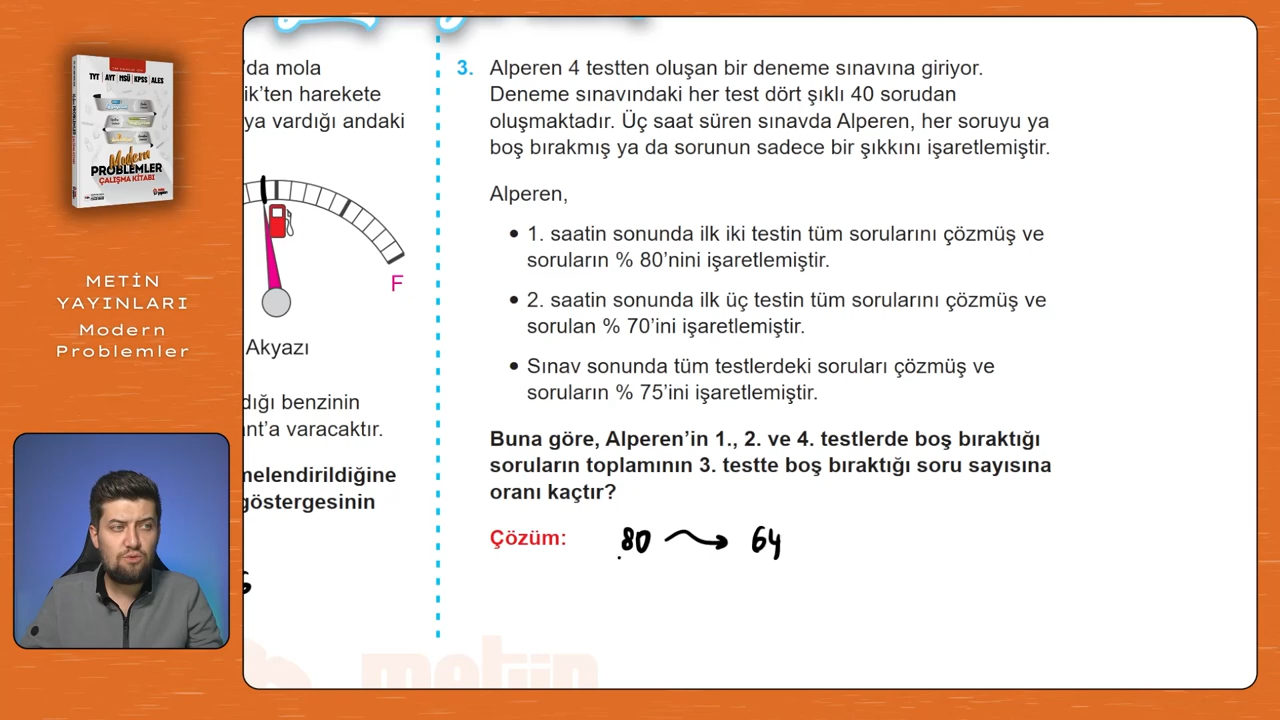 TYT | AYT | MSÜ | KPSS | ALES
Modern
PROBLEMLER
ÇALIŞMA KİTABI
METİN
YAYINLARI
Modern
Problemler
'da mola
ik'ten harekete
ya vardığı andaki
F
Akyazı
dığı benzinin
nt'a varacaktır.
melendirildiğine
göstergesinin
3. Alperen 4 testten oluşan bir deneme sınavına giriyor.
Deneme sınavındaki her test dört şıklı 40 sorudan
oluşmaktadır. Üç saat süren sınavda Alperen, her soruyu ya
boş bırakmış ya da sorunun sadece bir şıkkını işaretlemiştir.
Alperen,
• 1. saatin sonunda ilk iki testin tüm sorularını çözmüş ve
soruların % 80'nini işaretlemiştir.
• 2. saatin sonunda ilk üç testin tüm sorularını çözmüş ve
sorulan % 70'ini işaretlemiştir.
• Sınav sonunda tüm testlerdeki soruları çözmüş ve
soruların % 75'ini işaretlemiştir.
Buna göre, Alperen'in 1., 2. ve 4. testlerde boş bıraktığı
soruların toplamının 3. testte boş bıraktığı soru sayısına
oranı kaçtır?
Çözüm: 80 → 64
metin